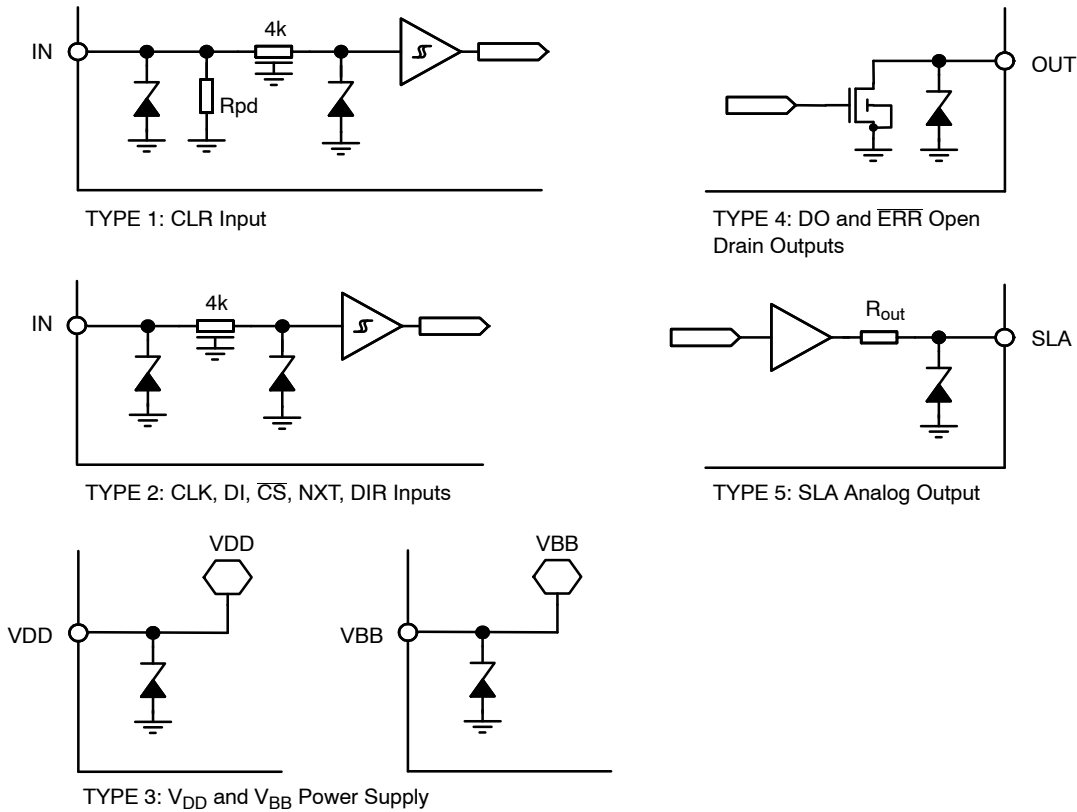 4k
IN
Rpd
TYPE 1: CLR Input
OUT
TYPE 4: DO and E̅R̅R̅ Open
Drain Outputs
4k
IN
TYPE 2: CLK, DI, C̅S̅, NXT, DIR Inputs
Rout
SLA
TYPE 5: SLA Analog Output
VDD
VDD
VBB
VBB
TYPE 3: VDD and VBB Power Supply